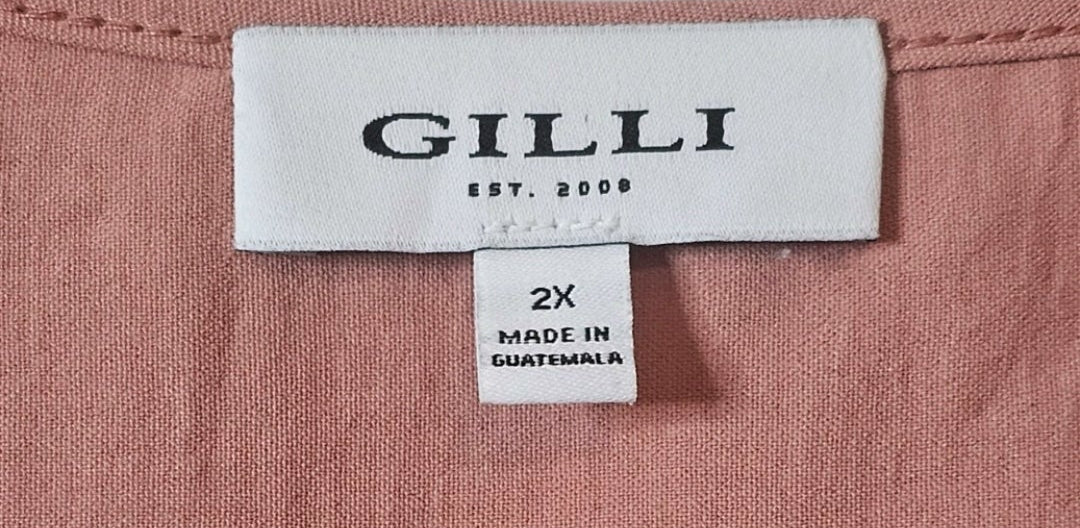 GILLI
EST. 2008
2X
MADE IN
GUATEMALA